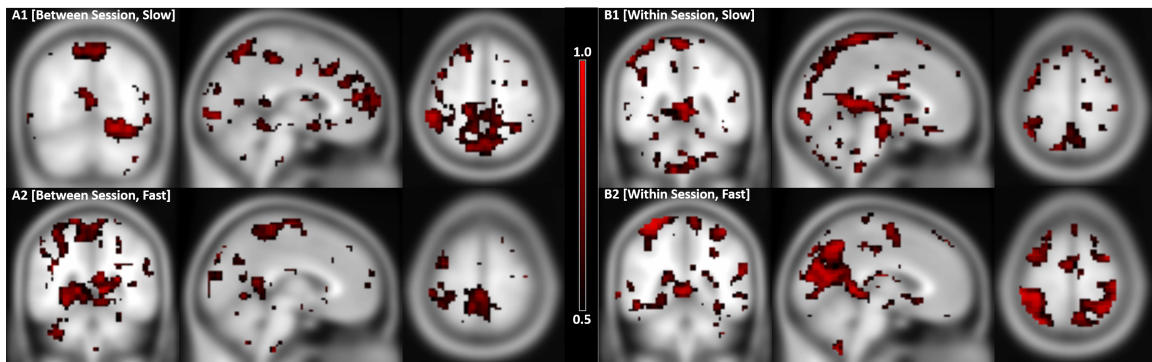 A1 [Between Session, Slow]
B1 [Within Session, Slow]
1.0
A2 [Between Session, Fast]
B2 [Within Session, Fast]
0.5